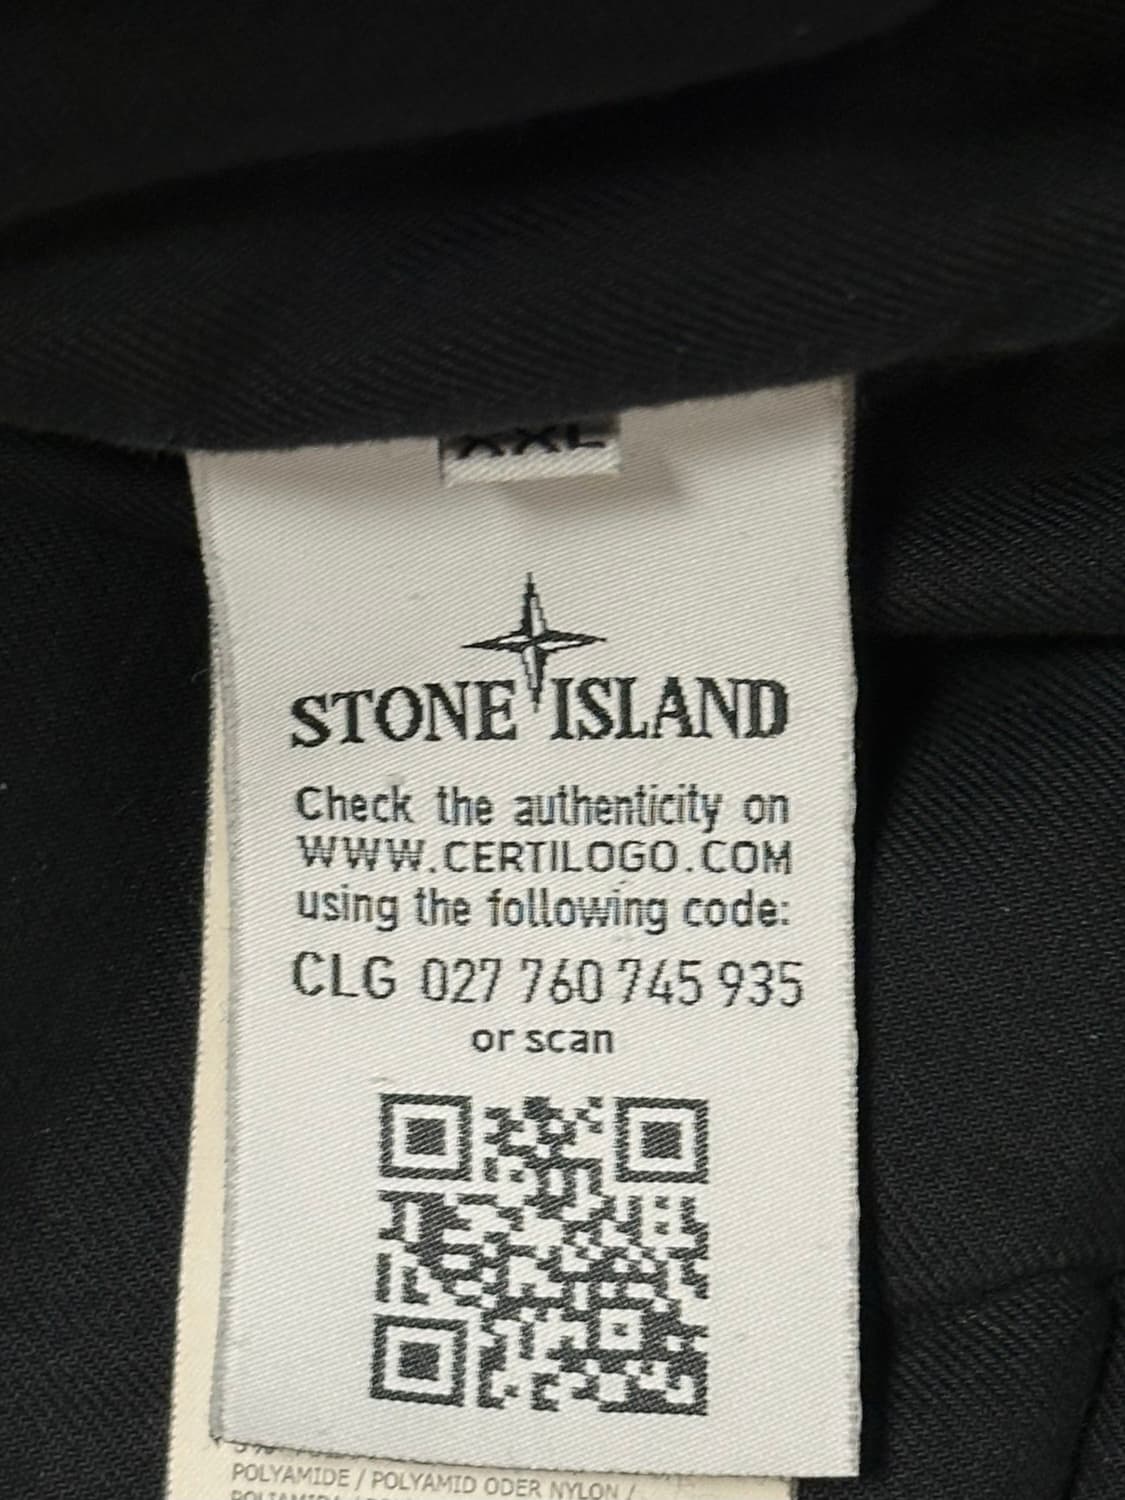 XXL
STONE ISLAND
Check the authenticity on
WWW.CERTILOGO.COM
using the following code:
CLG 027 760 745 935
or scan
POLYAMIDE / POLYAMID ODER NYLON /